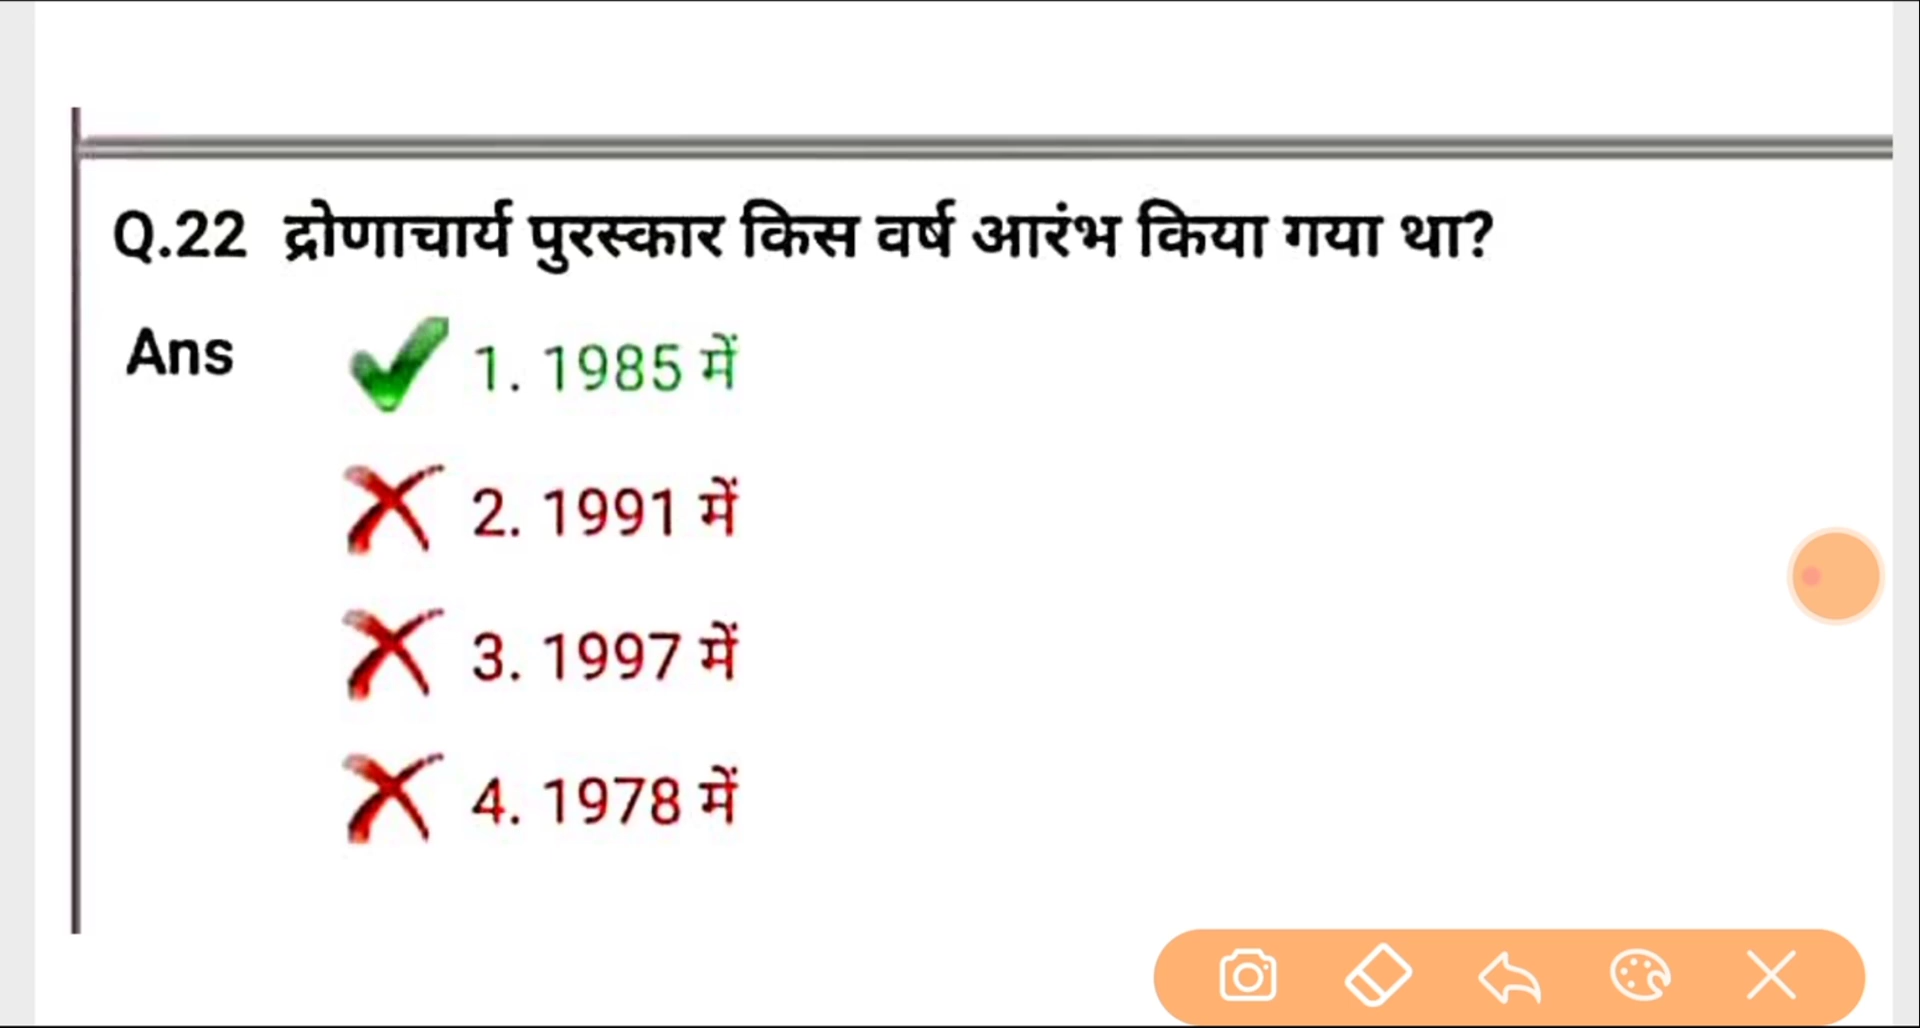 Q.22 द्रोणाचार्य पुरस्कार किस वर्ष आरंभ किया गया था?
Ans 1. 1985 में
2. 1991 में
3. 1997 में
4. 1978 में